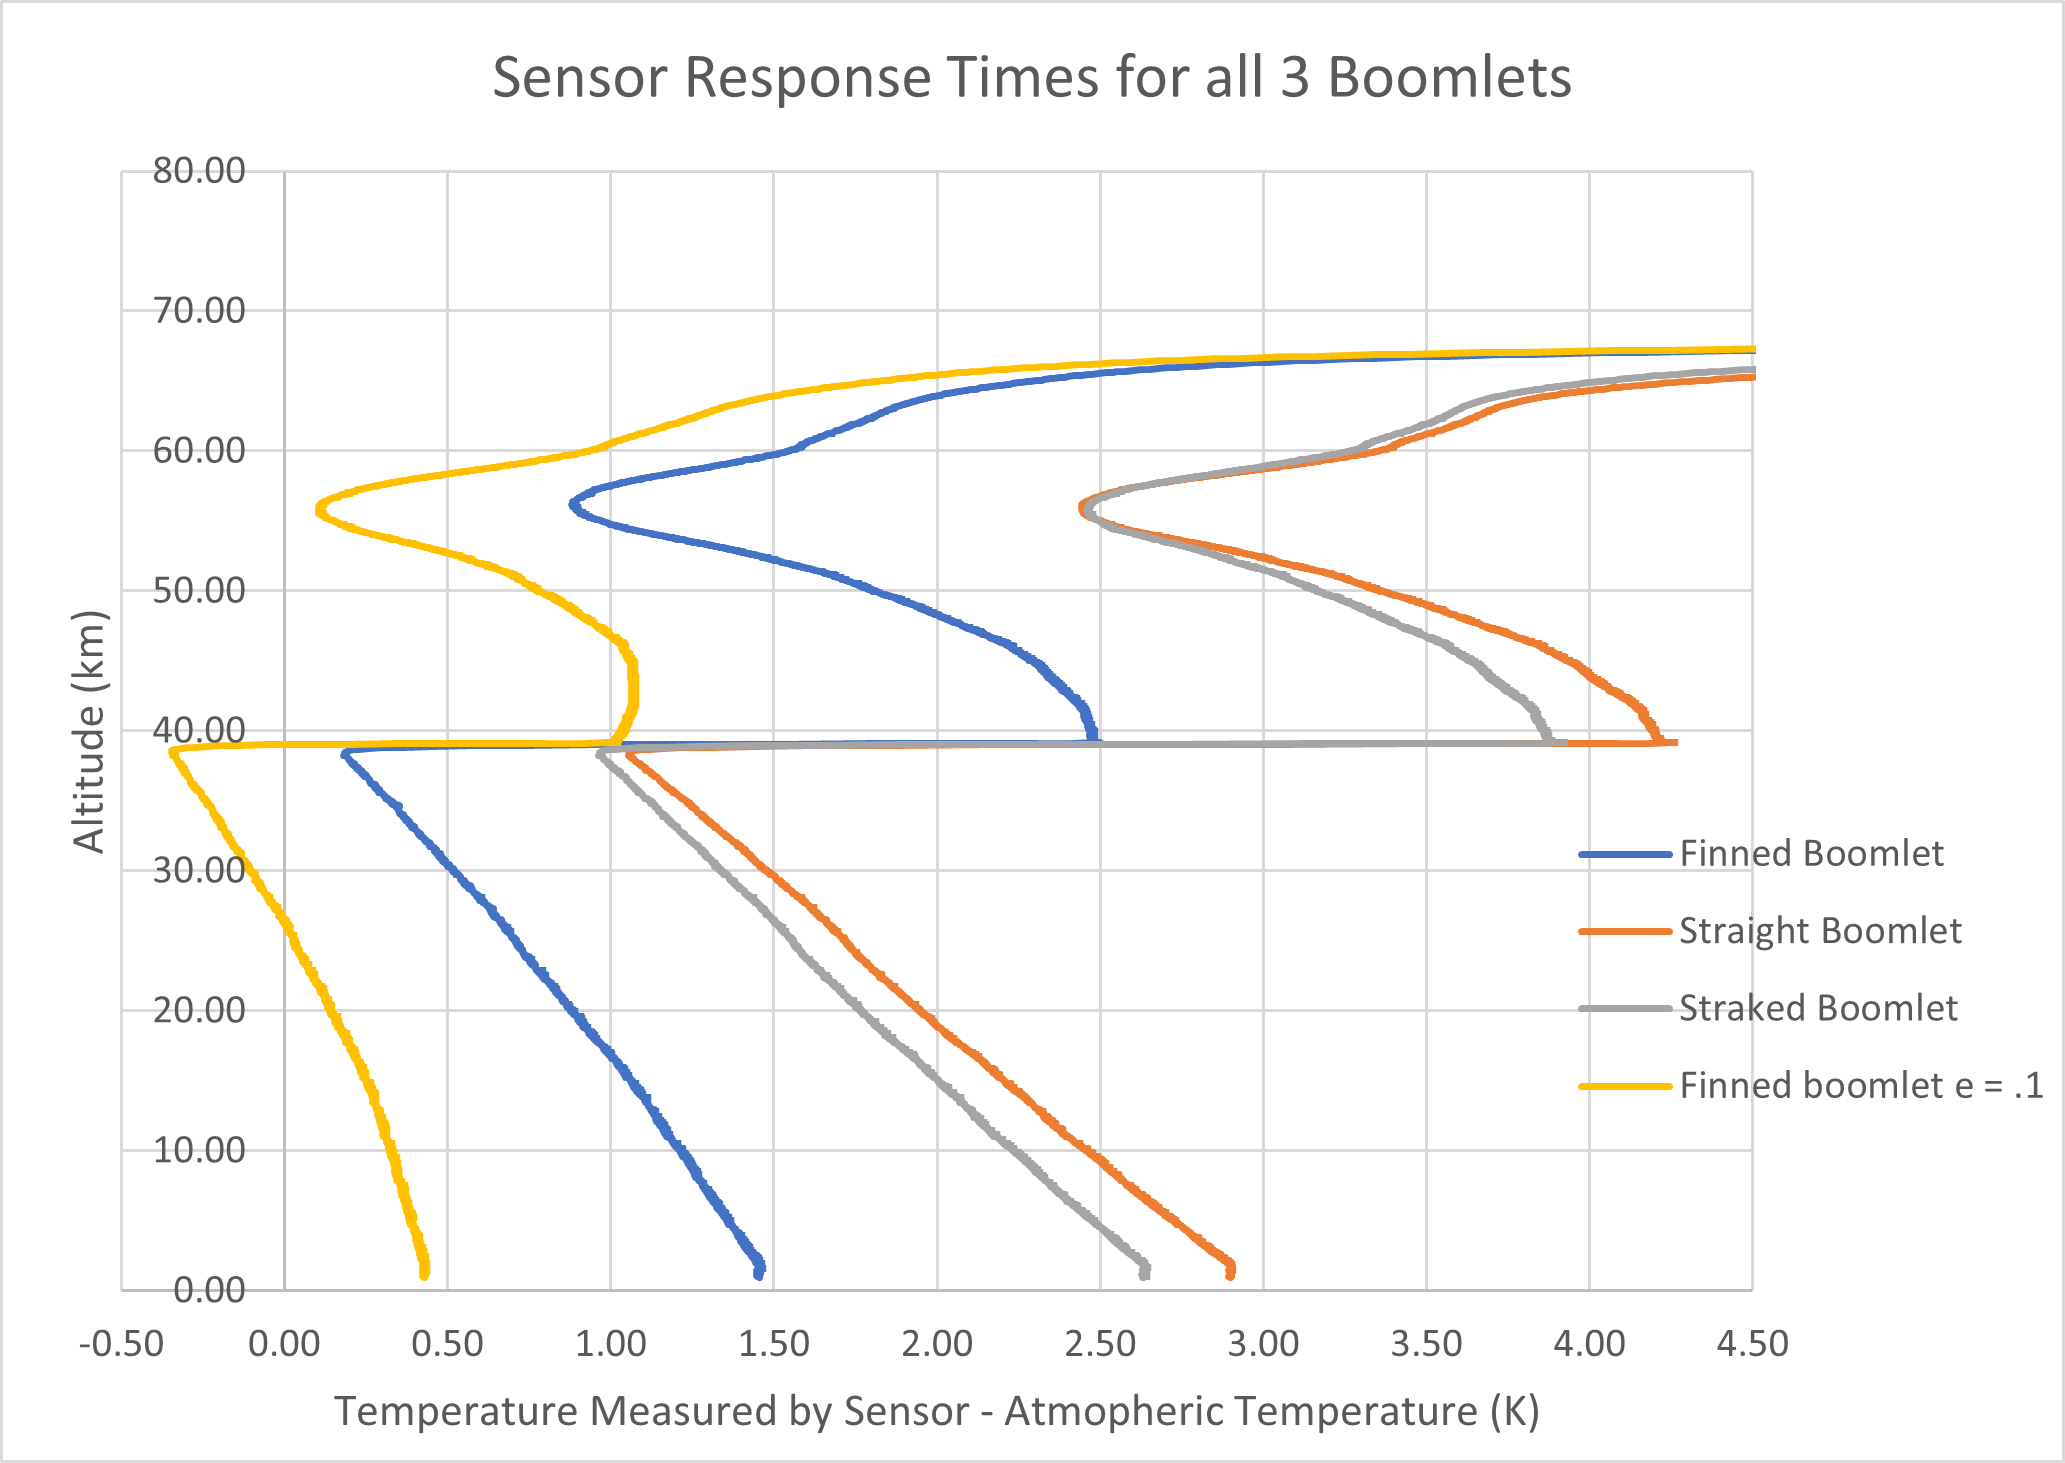 Sensor Response Times for all 3 Boomlets
80.00
70.00
60.00
50.00
40.00
30.00
20.00
10.00
0.00
Altitude (km)
-0.50 0.00 0.50 1.00 1.50 2.00 2.50 3.00 3.50 4.00 4.50
Temperature Measured by Sensor - Atmopheric Temperature (K)
Finned Boomlet
Straight Boomlet
Straked Boomlet
Finned boomlet e = .1